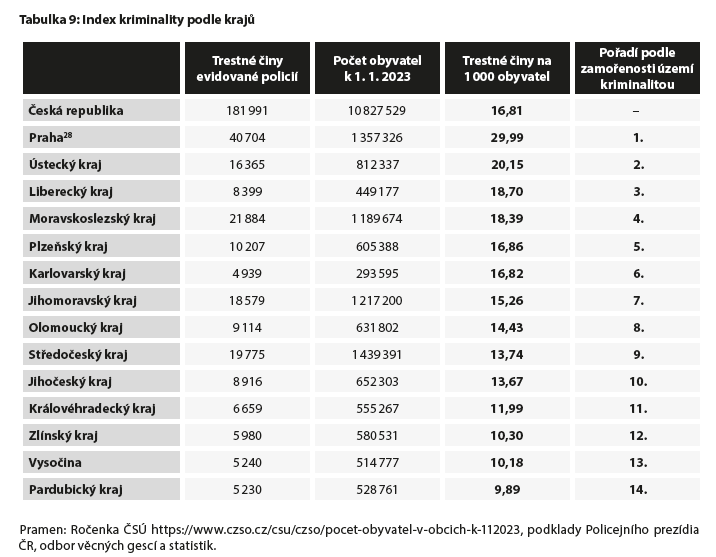 Tabulka 9: Index kriminality podle krajů
Trestné činy evidované policií | Počet obyvatel k 1. 1. 2023 | Trestné činy na 1 000 obyvatel | Pořadí podle zamořenosti území kriminalitou
Česká republika 181 991 10 827 529 16,81 –
Praha²⁸ 40 704 1 357 326 29,99 1.
Ústecký kraj 16 365 812 337 20,15 2.
Liberecký kraj 8 399 449 177 18,70 3.
Moravskoslezský kraj 21 884 1 189 674 18,39 4.
Plzeňský kraj 10 207 605 388 16,86 5.
Karlovarský kraj 4 939 293 595 16,82 6.
Jihomoravský kraj 18 579 1 217 200 15,26 7.
Olomoucký kraj 9 114 631 802 14,43 8.
Středočeský kraj 19 775 1 439 391 13,74 9.
Jihočeský kraj 8 916 652 303 13,67 10.
Královéhradecký kraj 6 659 555 267 11,99 11.
Zlínský kraj 5 980 580 531 10,30 12.
Vysočina 5 240 514 777 10,18 13.
Pardubický kraj 5 230 528 761 9,89 14.
Pramen: Ročenka ČSÚ https://www.czso.cz/csu/czso/pocet-obyvatel-v-obcich-k-112023, podklady Policejního prezídia
ČR, odbor věcných gescí a statistik.